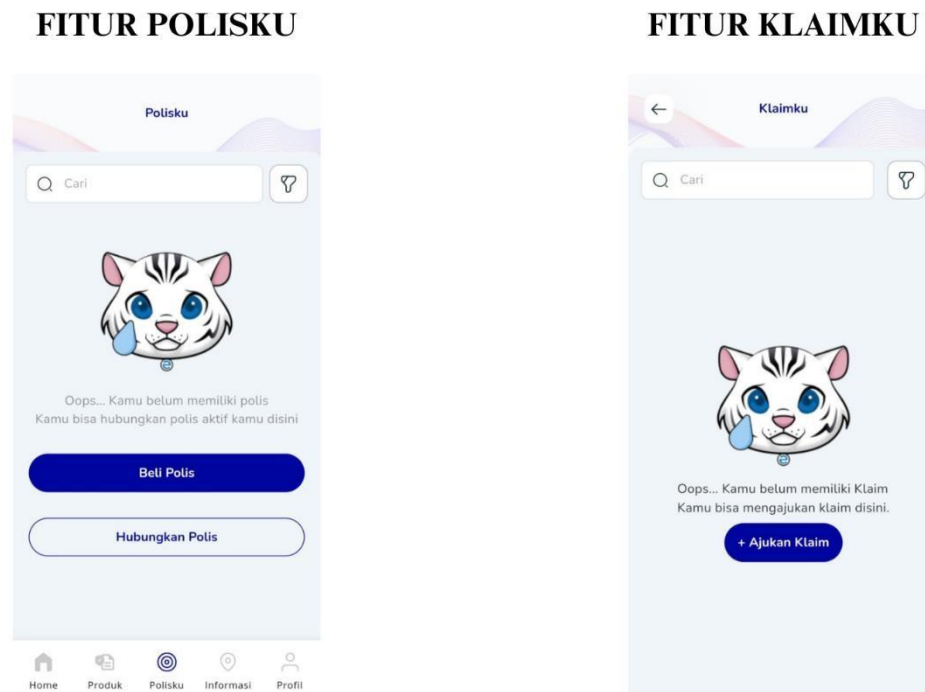 FITUR POLISKU
Polisku
Cari
Oops... Kamu belum memiliki polis
Kamu bisa hubungkan polis aktif kamu disini
Beli Polis
Hubungkan Polis
Home
Produk
Polisku
Informasi
Profil
FITUR KLAIMKU
Klaimku
Cari
Oops... Kamu belum memiliki Klaim
Kamu bisa mengajukan klaim disini.
+ Ajukan Klaim